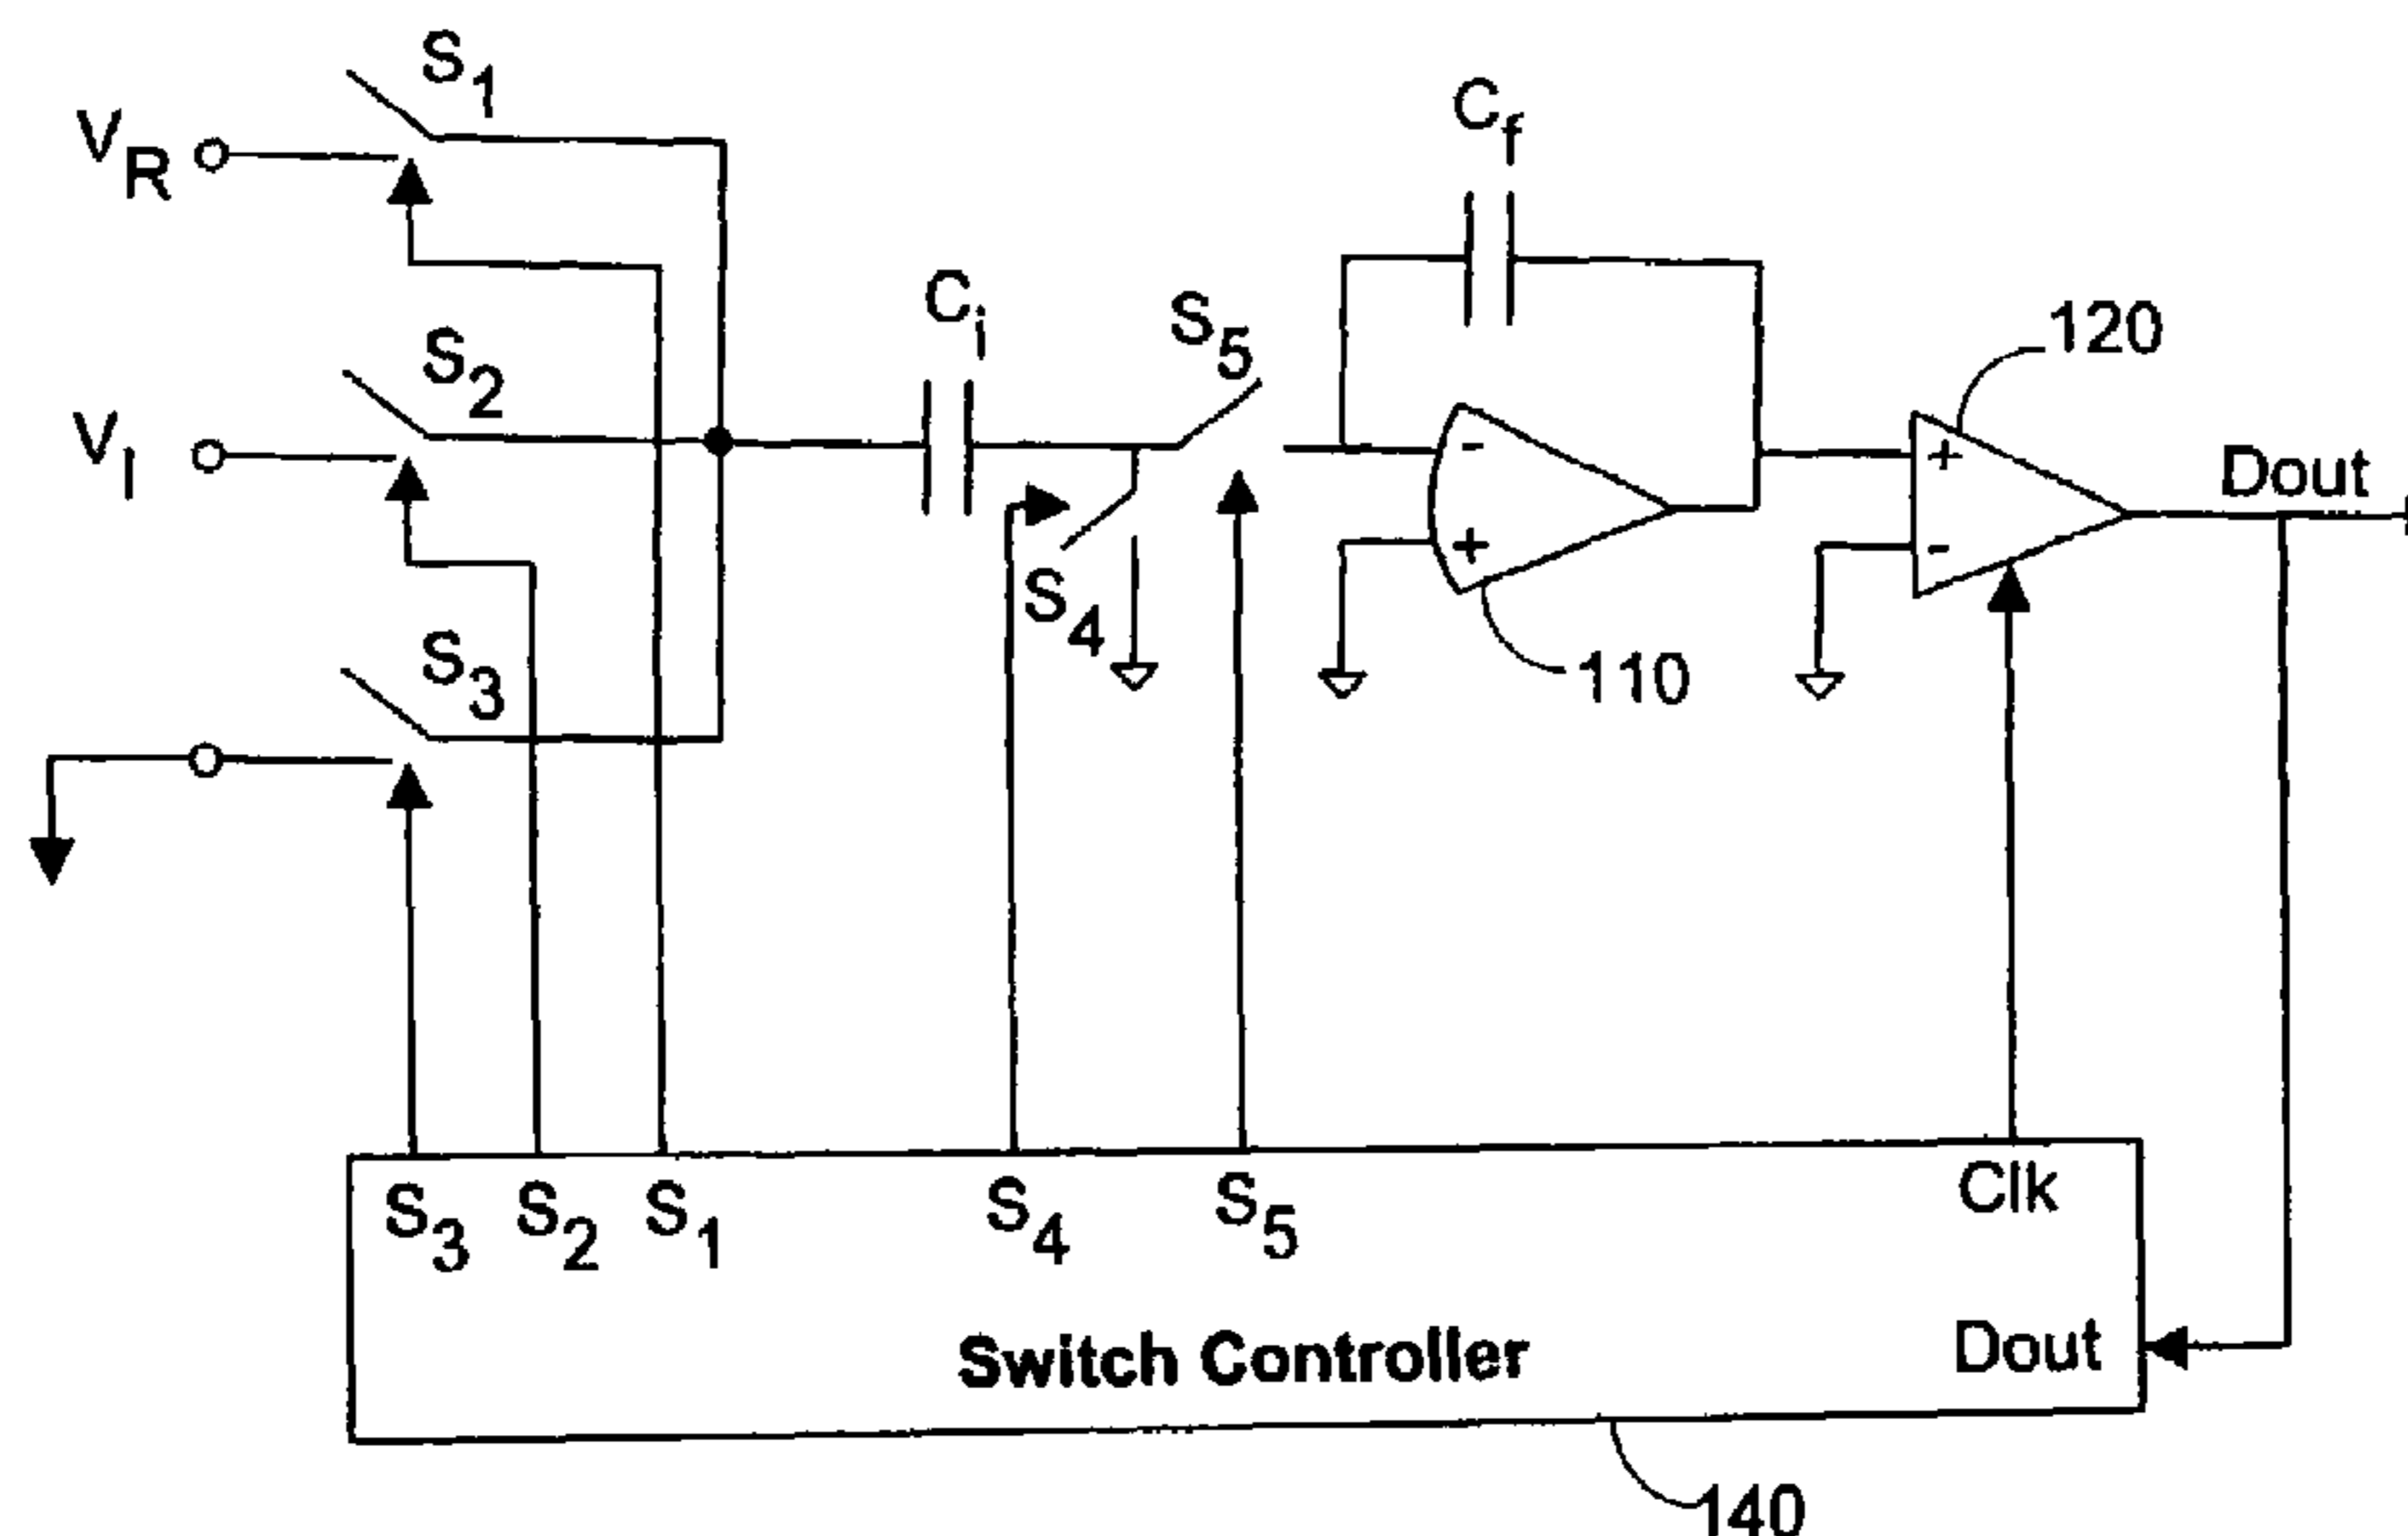 S1
VR
Cf
Ci
S5
120
S2
VI
Dout
-
+
+
-
S4
S3
110
S3 S2 S1 S4 S5 Clk
Dout
Switch Controller
140